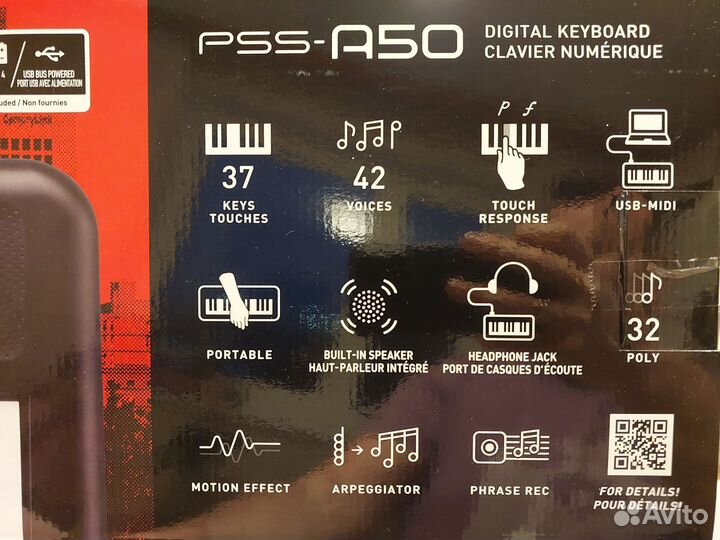 PSS-A50
DIGITAL KEYBOARD
CLAVIER NUMÉRIQUE
4
USB BUS POWERED
PORT USB AVEC ALIMENTATION
/ Non fournies
p f
37
KEYS
TOUCHES
42
VOICES
TOUCH
RESPONSE
USB-MIDI
PORTABLE
BUILT-IN SPEAKER
HAUT-PARLEUR INTÉGRÉ
HEADPHONE JACK
PORT DE CASQUES D'ÉCOUTE
32
POLY
MOTION EFFECT
ARPEGGIATOR
PHRASE REC
FOR DETAILS!
POUR DÉTAILS!
Avito